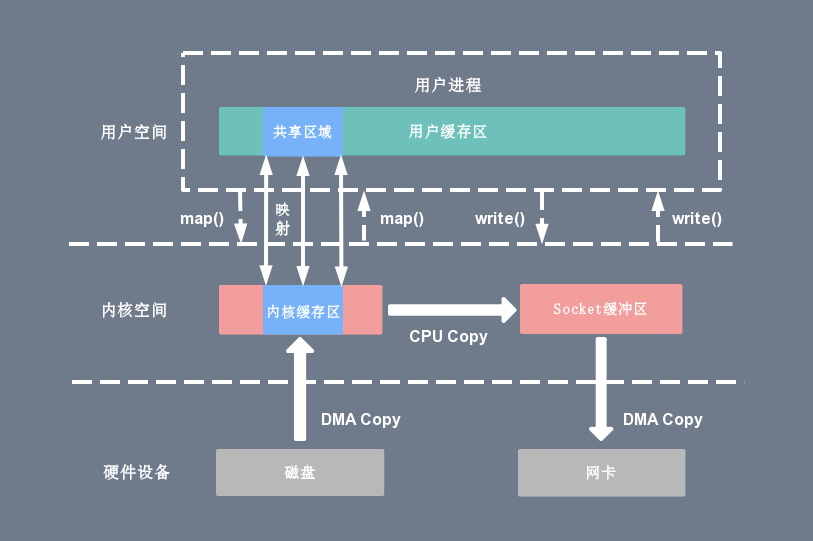 用户进程
用户空间
共享区域
用户缓存区
map()
映
射
map()
write()
write()
内核空间
内核缓存区
Socket缓冲区
CPU Copy
DMA Copy
DMA Copy
硬件设备
磁盘
网卡